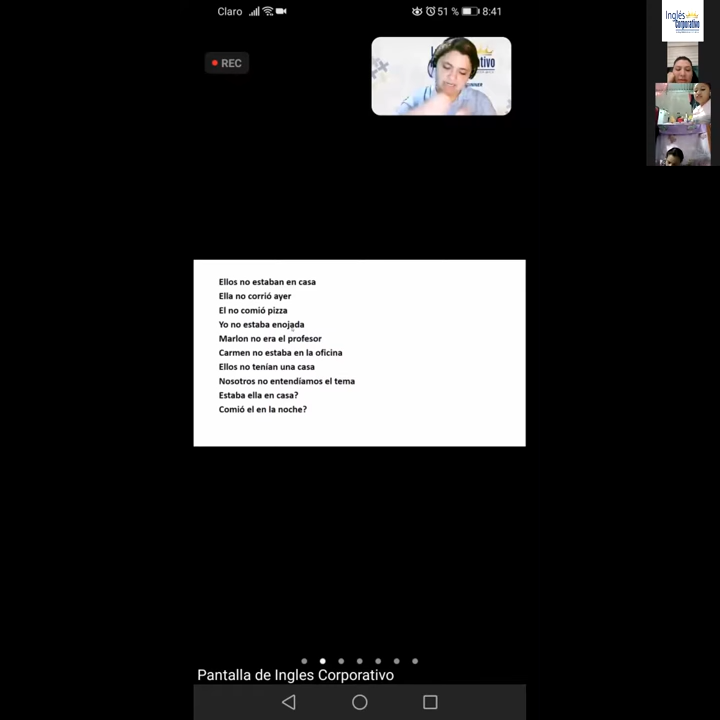 Claro
51 %
8:41
REC
Inglés
Corporativo
Ellos no estaban en casa
Ella no corrió ayer
El no comió pizza
Yo no estaba enojada
Marlon no era el profesor
Carmen no estaba en la oficina
Ellos no tenían una casa
Nosotros no entendíamos el tema
Estaba ella en casa?
Comió el en la noche?
Pantalla de Ingles Corporativo